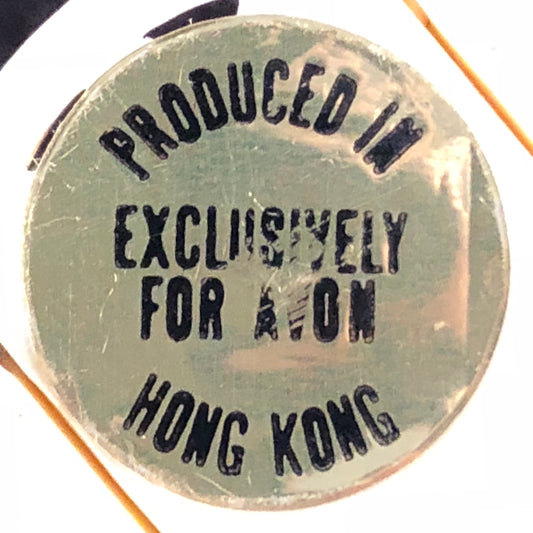 PRODUCED IN
EXCLUSIVELY
FOR AVON
HONG KONG